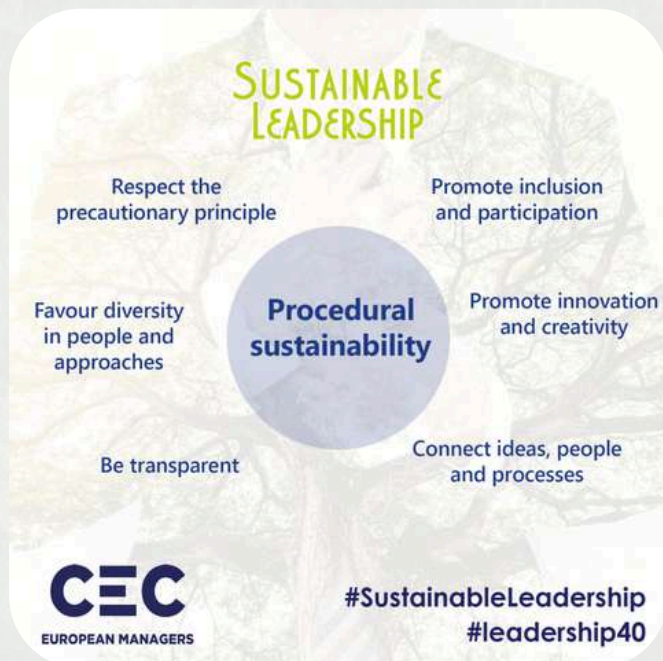 SUSTAINABLE
LEADERSHIP
Respect the
precautionary principle
Promote inclusion
and participation
Favour diversity
in people and
approaches
Procedural
sustainability
Promote innovation
and creativity
Be transparent
Connect ideas, people
and processes
CEC
EUROPEAN MANAGERS
#SustainableLeadership
#leadership40